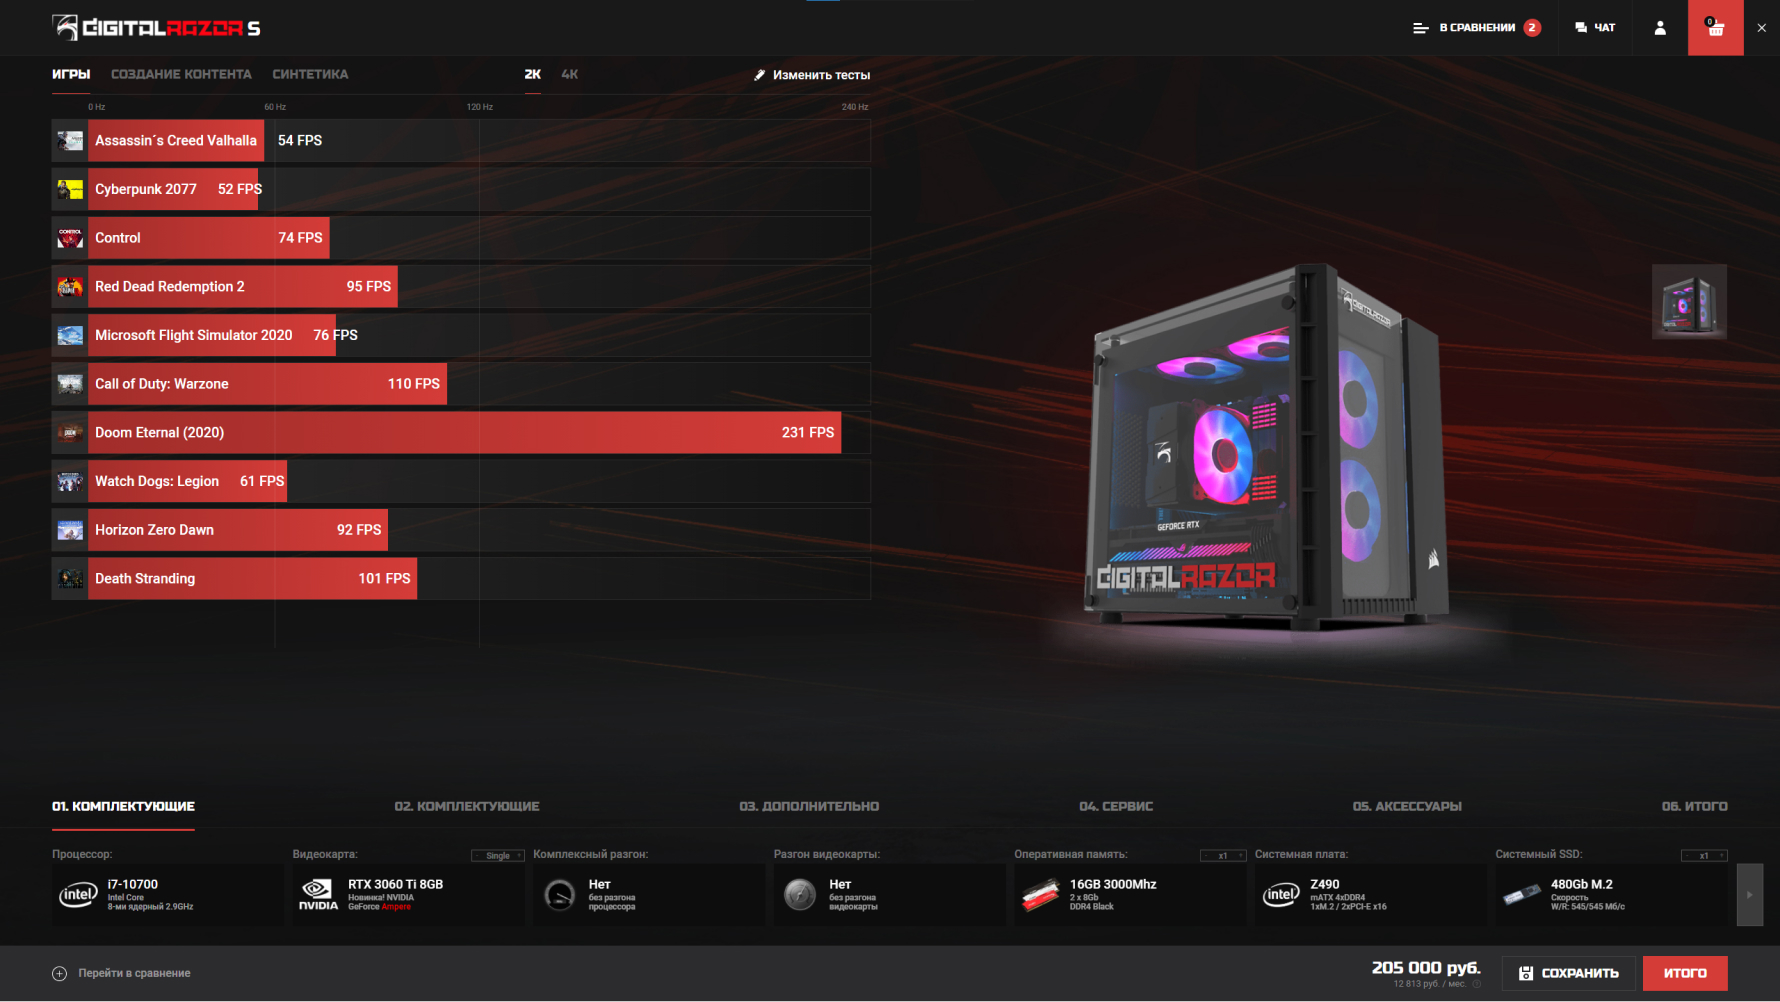 DIGITALRAZOR S
В СРАВНЕНИИ 2
ЧАТ
0
ИГРЫ СОЗДАНИЕ КОНТЕНТА СИНТЕТИКА
2K 4K
Изменить тесты
0 Hz 60 Hz 120 Hz 240 Hz
Assassin´s Creed Valhalla 54 FPS
Cyberpunk 2077 52 FPS
CONTROL
Control 74 FPS
Red Dead Redemption 2 95 FPS
Microsoft Flight Simulator 2020 76 FPS
Call of Duty: Warzone 110 FPS
Doom Eternal (2020) 231 FPS
Watch Dogs: Legion 61 FPS
Horizon Zero Dawn 92 FPS
Death Stranding 101 FPS
DIGITALRAZOR
GEFORCE RTX
DIGITALRAZOR
01. КОМПЛЕКТУЮЩИЕ
02. КОМПЛЕКТУЮЩИЕ
03. ДОПОЛНИТЕЛЬНО
04. СЕРВИС
05. АКСЕССУАРЫ
06. ИТОГО
Процессор:
intel
i7-10700
Intel Core
8-ми ядерный 2.9GHz
Видеокарта:
- Single +
NVIDIA
RTX 3060 Ti 8GB
Новинка! NVIDIA
GeForce Ampere
Комплексный разгон:
Нет
без разгона
процессора
Разгон видеокарты:
Нет
без разгона
видеокарты
Оперативная память:
- x1 +
16GB 3000Mhz
2 x 8Gb
DDR4 Black
Системная плата:
intel
Z490
mATX 4xDDR4
1xM.2 / 2xPCI-E x16
Системный SSD:
- x1 +
480Gb M.2
Скорость
W/R: 545/545 Мб/с
Перейти в сравнение
205 000 руб.
12 813 руб. / мес.
СОХРАНИТЬ
ИТОГО